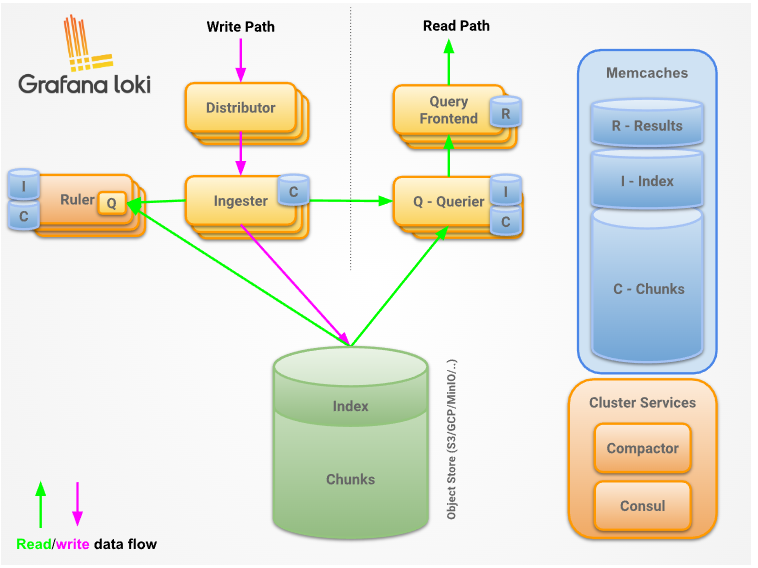 Write Path
Read Path
Grafana loki
Distributor
Query
Frontend
R
I
C
Ruler
Q
Ingester
C
Q - Querier
I
C
Index
Chunks
Object Store (S3/GCP/MinIO/..)
Memcaches
R - Results
I - Index
C - Chunks
Cluster Services
Compactor
Consul
Read/write data flow